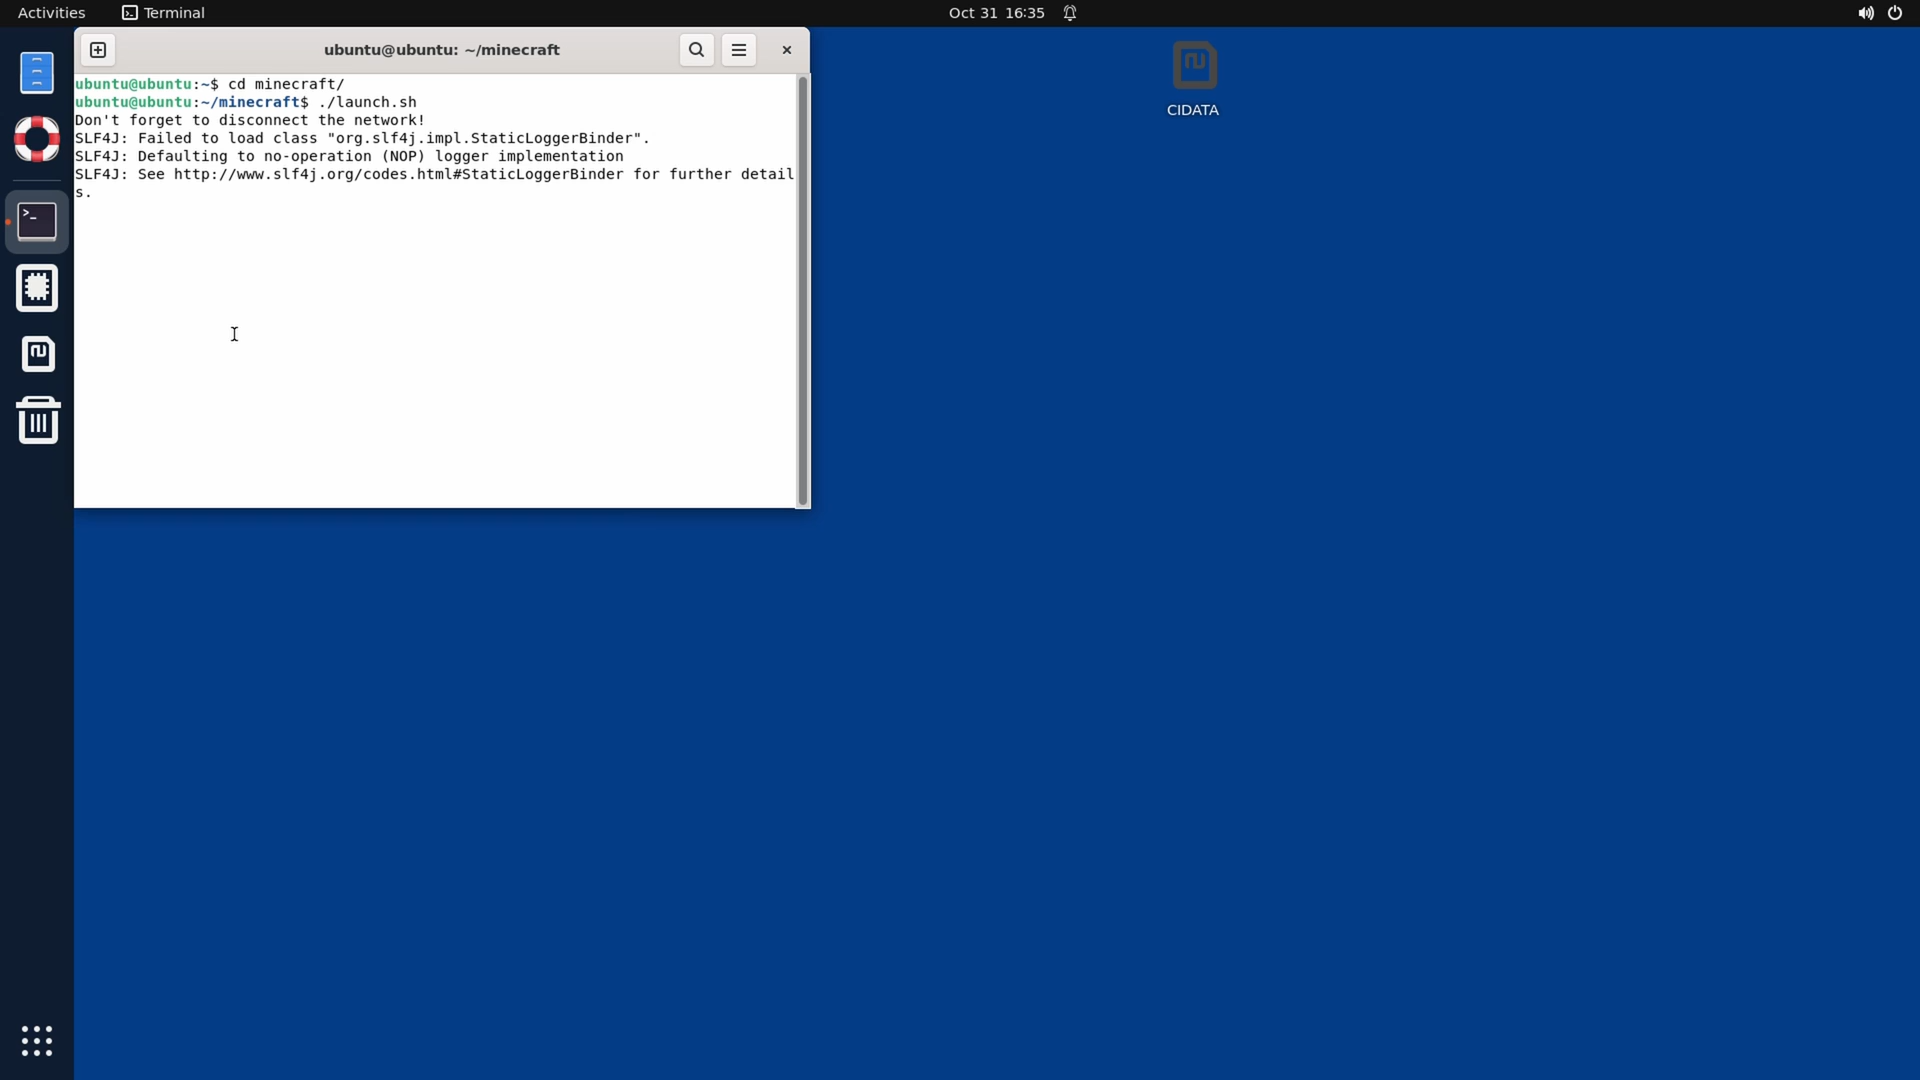 Activities
Terminal
Oct 31 16:35
ubuntu@ubuntu: ~/minecraft
ubuntu@ubuntu:~$ cd minecraft/
ubuntu@ubuntu:~/minecraft$ ./launch.sh
Don't forget to disconnect the network!
SLF4J: Failed to load class "org.slf4j.impl.StaticLoggerBinder".
SLF4J: Defaulting to no-operation (NOP) logger implementation
SLF4J: See http://www.slf4j.org/codes.html#StaticLoggerBinder for further detail
s.
CIDATA